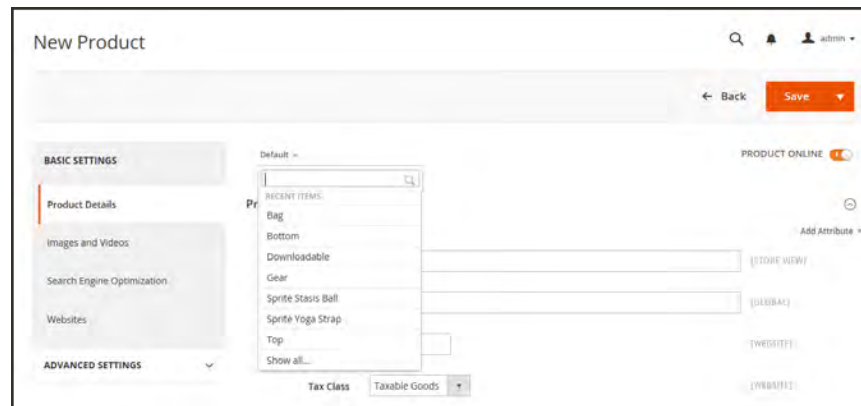 New Product
admin
← Back
Save
BASIC SETTINGS
Default
PRODUCT ONLINE
Product Details
Pr
RECENT ITEMS
Add Attribute
Bag
Images and Videos
Bottom
[STORE VIEW]
Downloadable
Search Engine Optimization
Gear
Sprite Stasis Ball
[GLOBAL]
Websites
Sprite Yoga Strap
Top
[WEBSITE]
Show all...
ADVANCED SETTINGS
Tax Class
Taxable Goods
[WEBSITE]